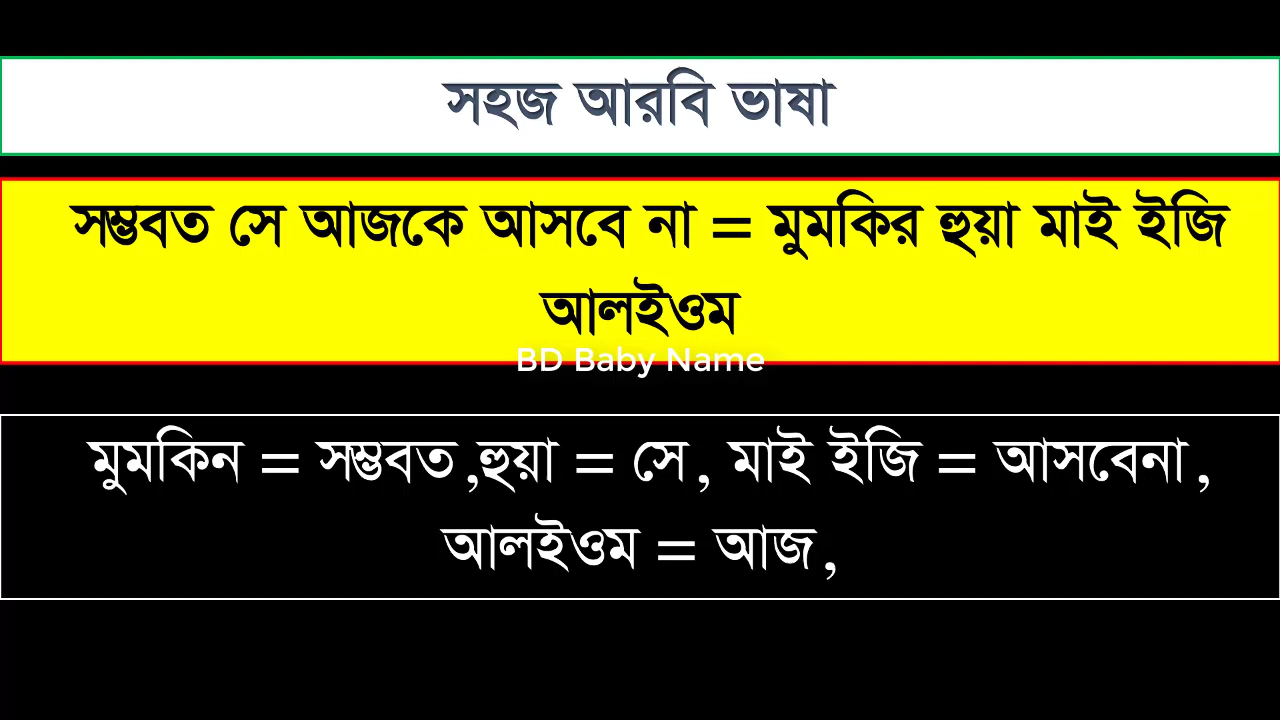 সহজ আরবি ভাষা
সম্ভবত সে আজকে আসবে না = মুমকির হুয়া মাই ইজি
আলইওম
BD Baby Name
মুমকিন = সম্ভবত,হুয়া = সে, মাই ইজি = আসবেনা,
আলইওম = আজ,